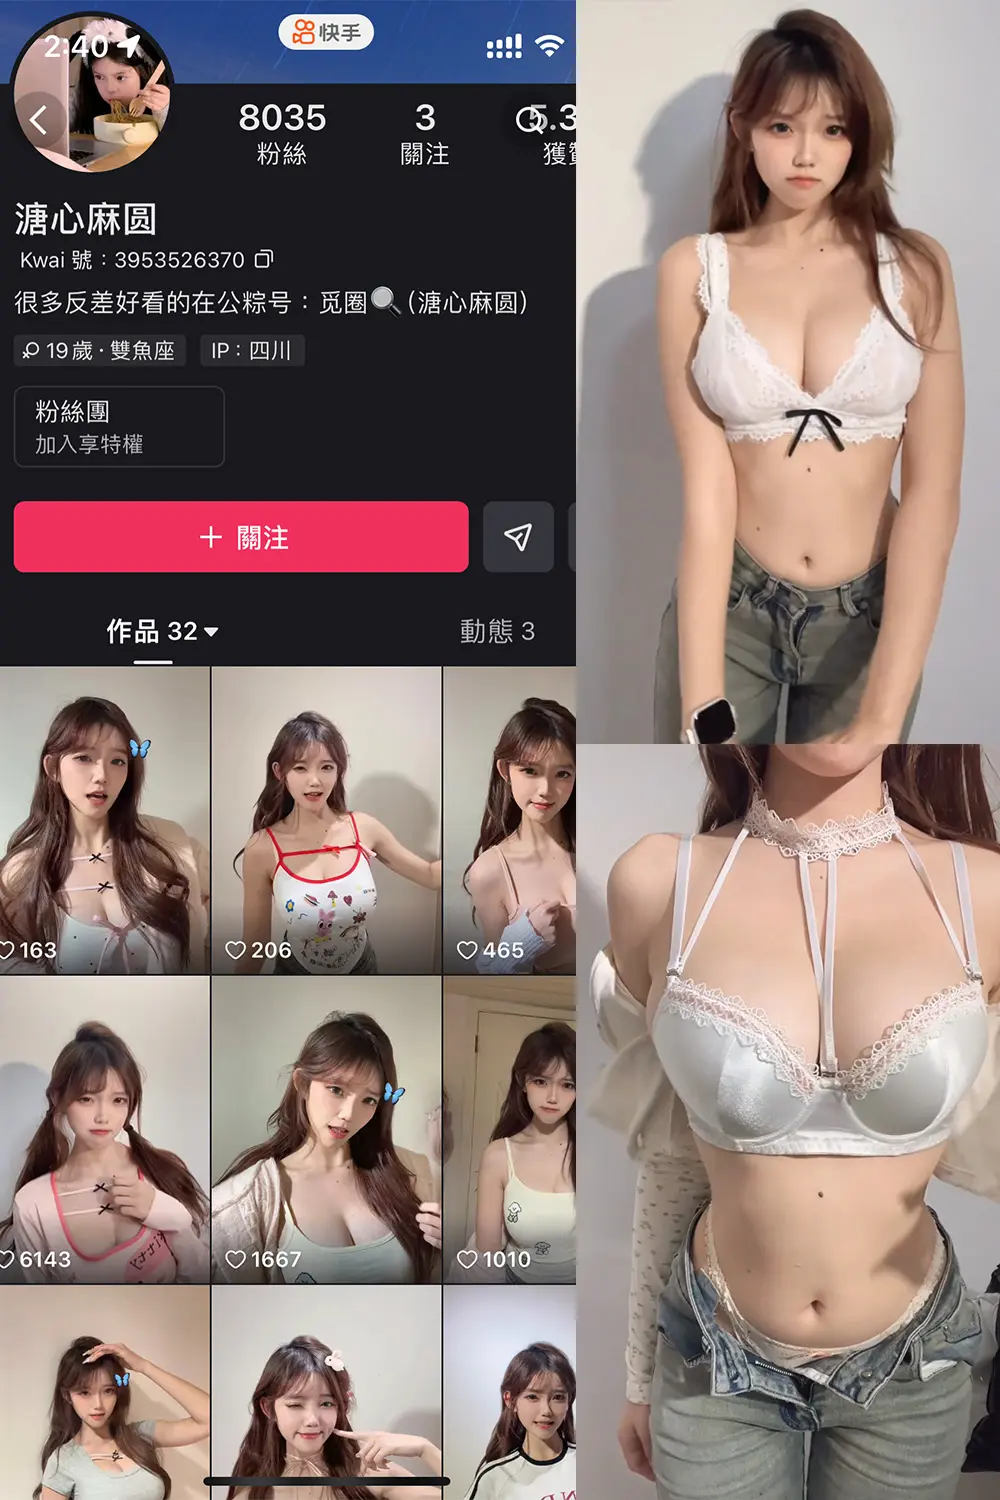 2:40
快手
8035
3
5.3
粉絲
關注
獲
溏心麻圆
Kwai 號：3953526370
很多反差好看的在公粽号：觅圈🔍(溏心麻圆)
19歲·雙魚座
IP：四川
粉絲團
加入享特權
+ 關注
作品 32
動態 3
163
206
465
6143
1667
1010